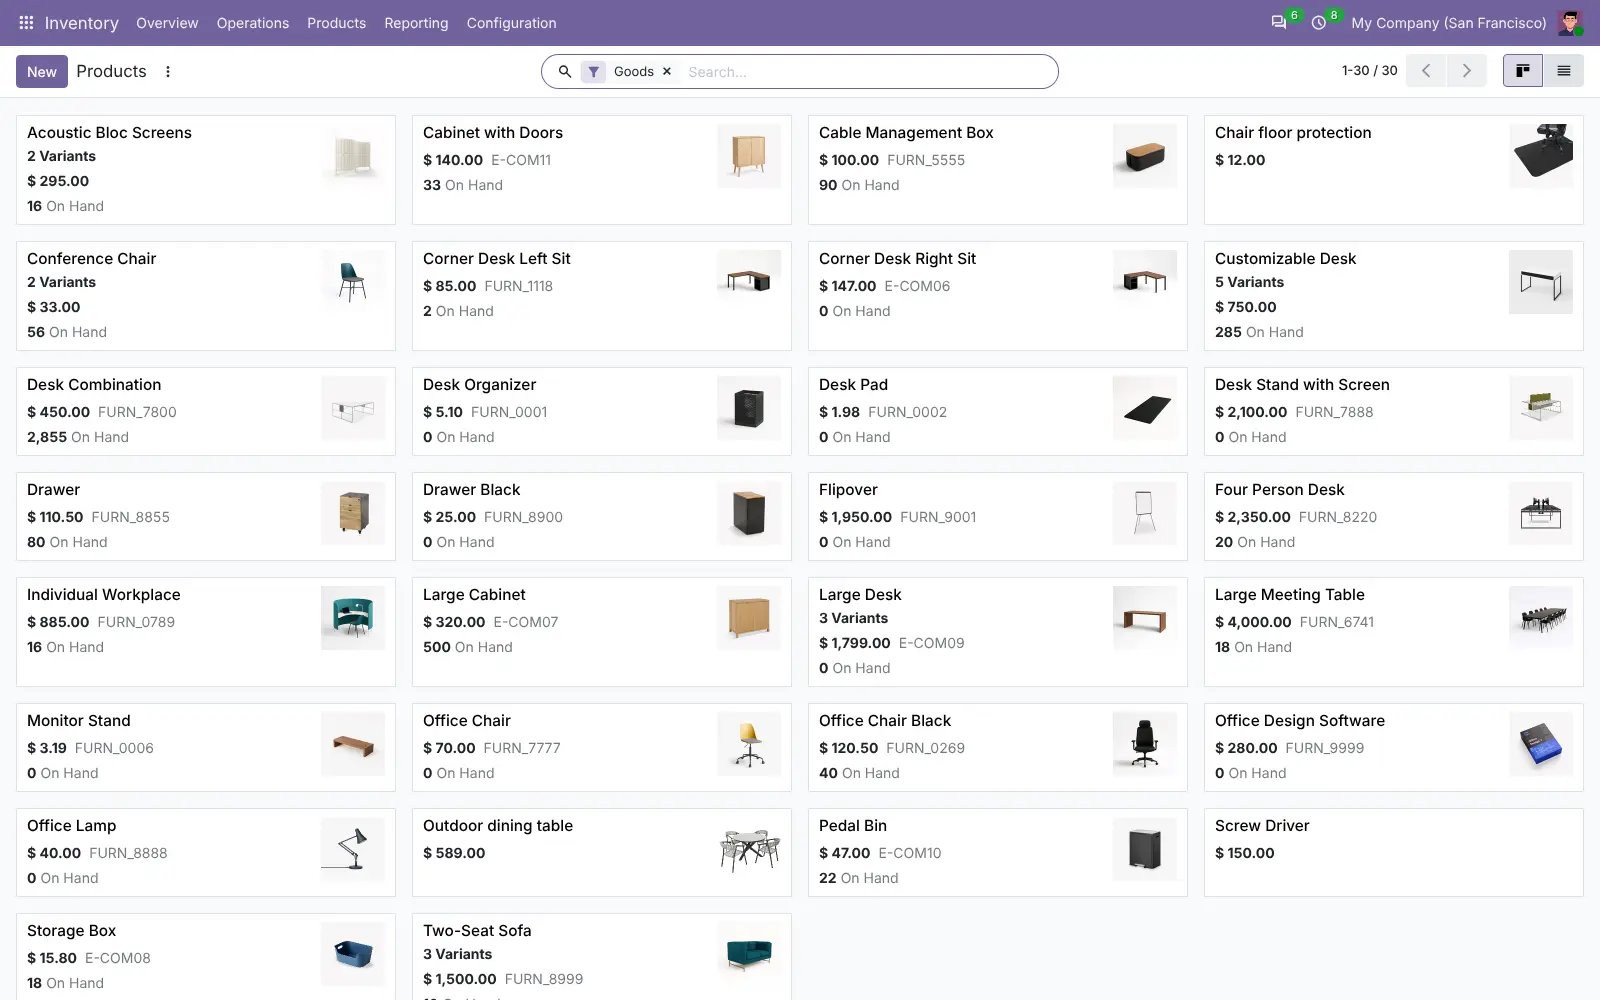 Inventory Overview Operations Products Reporting Configuration 6 8 My Company (San Francisco)
New Products Goods Search... 1-30 / 30
Acoustic Bloc Screens
2 Variants
$ 295.00
16 On Hand
Cabinet with Doors
$ 140.00 E-COM11
33 On Hand
Cable Management Box
$ 100.00 FURN_5555
90 On Hand
Chair floor protection
$ 12.00
Conference Chair
2 Variants
$ 33.00
56 On Hand
Corner Desk Left Sit
$ 85.00 FURN_1118
2 On Hand
Corner Desk Right Sit
$ 147.00 E-COM06
0 On Hand
Customizable Desk
5 Variants
$ 750.00
285 On Hand
Desk Combination
$ 450.00 FURN_7800
2,855 On Hand
Desk Organizer
$ 5.10 FURN_0001
0 On Hand
Desk Pad
$ 1.98 FURN_0002
0 On Hand
Desk Stand with Screen
$ 2,100.00 FURN_7888
0 On Hand
Drawer
$ 110.50 FURN_8855
80 On Hand
Drawer Black
$ 25.00 FURN_8900
0 On Hand
Flipover
$ 1,950.00 FURN_9001
0 On Hand
Four Person Desk
$ 2,350.00 FURN_8220
20 On Hand
Individual Workplace
$ 885.00 FURN_0789
16 On Hand
Large Cabinet
$ 320.00 E-COM07
500 On Hand
Large Desk
3 Variants
$ 1,799.00 E-COM09
0 On Hand
Large Meeting Table
$ 4,000.00 FURN_6741
18 On Hand
Monitor Stand
$ 3.19 FURN_0006
0 On Hand
Office Chair
$ 70.00 FURN_7777
0 On Hand
Office Chair Black
$ 120.50 FURN_0269
40 On Hand
Office Design Software
$ 280.00 FURN_9999
0 On Hand
Office Lamp
$ 40.00 FURN_8888
0 On Hand
Outdoor dining table
$ 589.00
Pedal Bin
$ 47.00 E-COM10
22 On Hand
Screw Driver
$ 150.00
Storage Box
$ 15.80 E-COM08
18 On Hand
Two-Seat Sofa
3 Variants
$ 1,500.00 FURN_8999